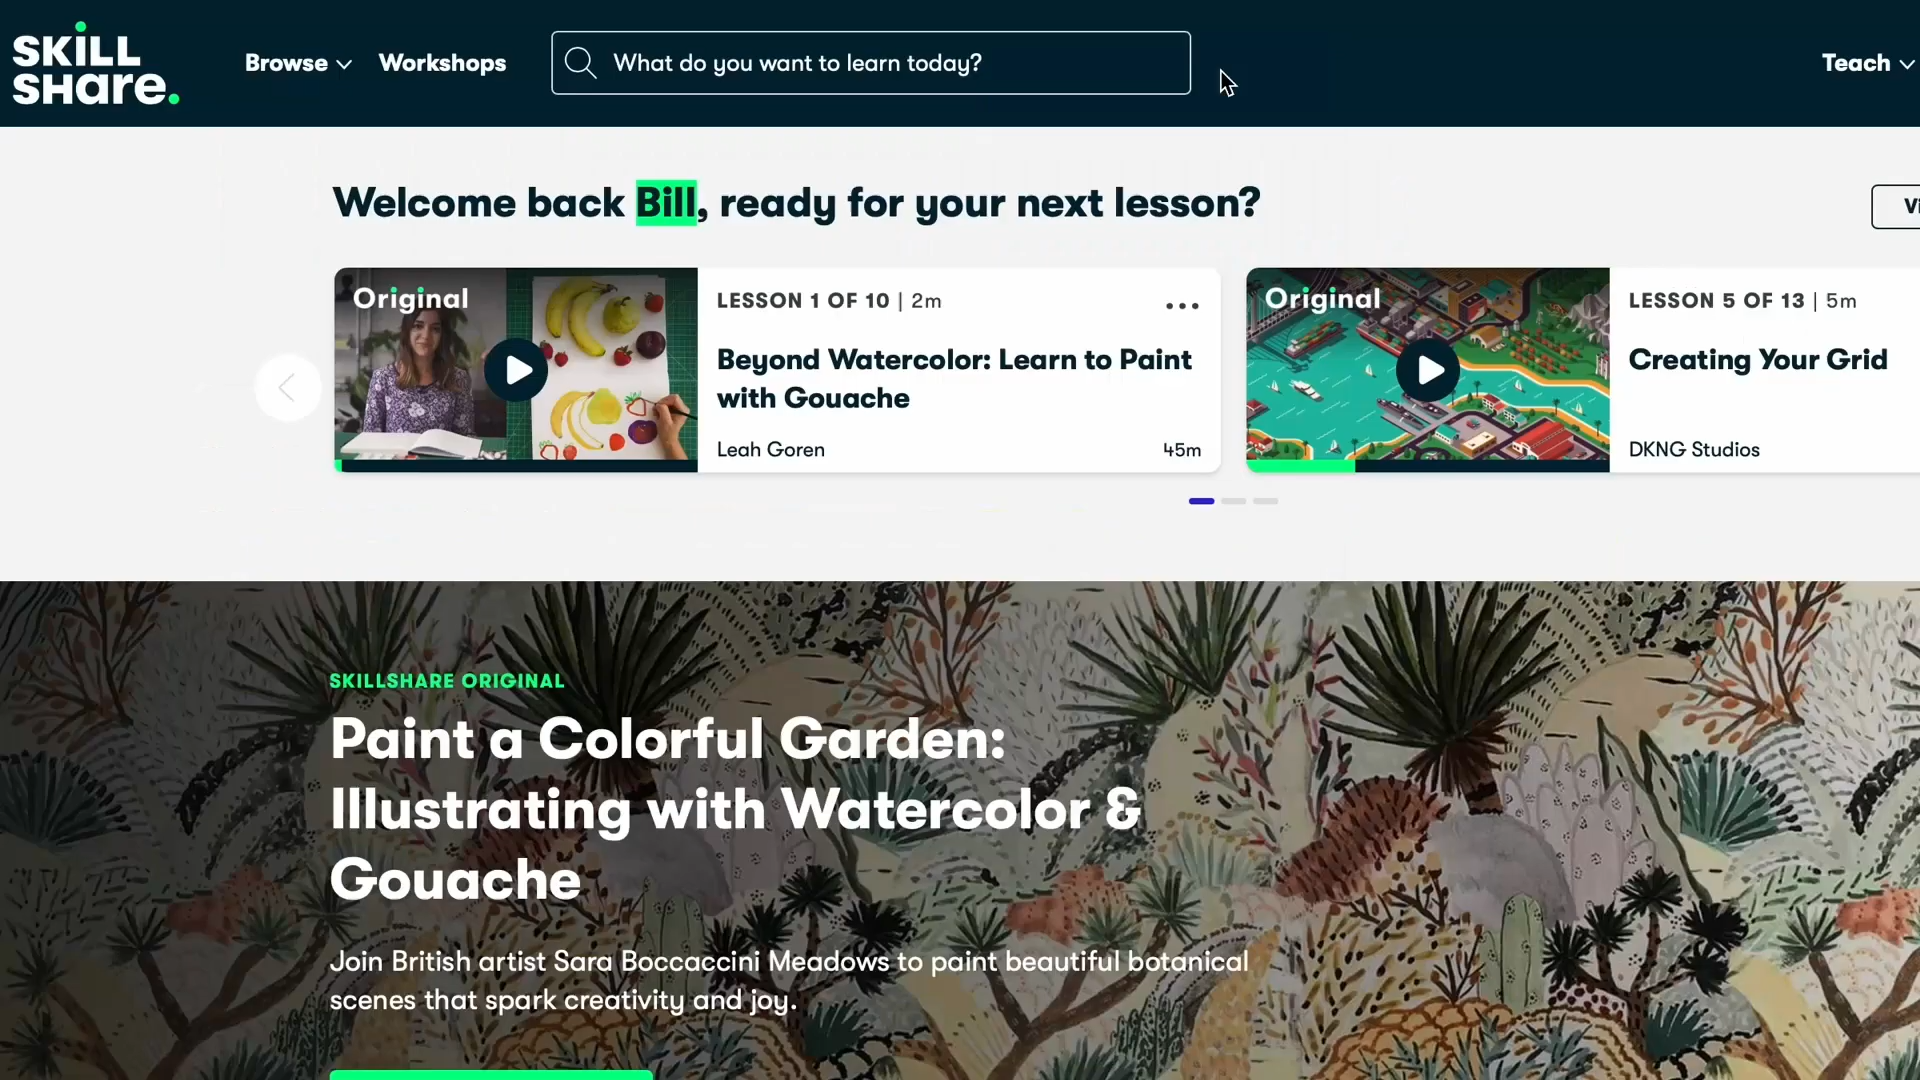 SKILL
SHare.
Browse
Workshops
What do you want to learn today?
Teach
Welcome back Bill, ready for your next lesson?
Original
LESSON 1 OF 10 | 2m
Beyond Watercolor: Learn to Paint
with Gouache
Leah Goren
45m
Original
LESSON 5 OF 13 | 5m
Creating Your Grid
DKNG Studios
SKILLSHARE ORIGINAL
Paint a Colorful Garden:
Illustrating with Watercolor &
Gouache
Join British artist Sara Boccaccini Meadows to paint beautiful botanical
scenes that spark creativity and joy.